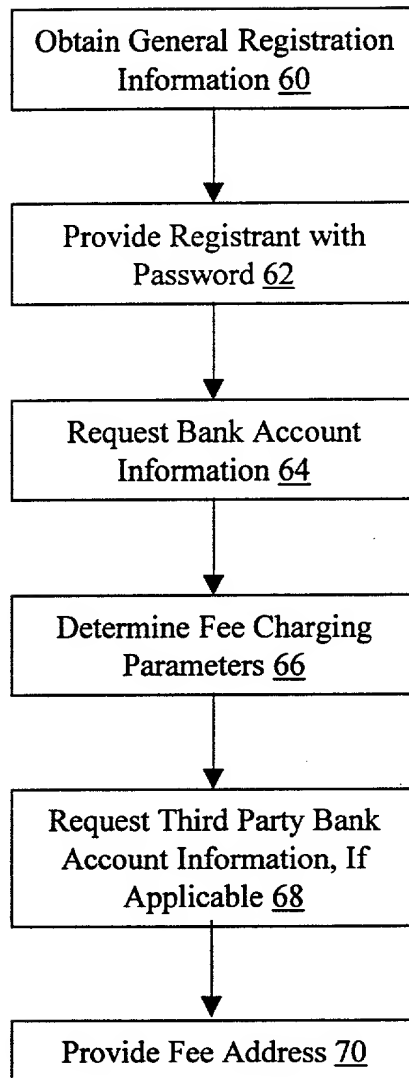 Obtain General Registration
Information 60
Provide Registrant with
Password 62
Request Bank Account
Information 64
Determine Fee Charging
Parameters 66
Request Third Party Bank
Account Information, If
Applicable 68
Provide Fee Address 70